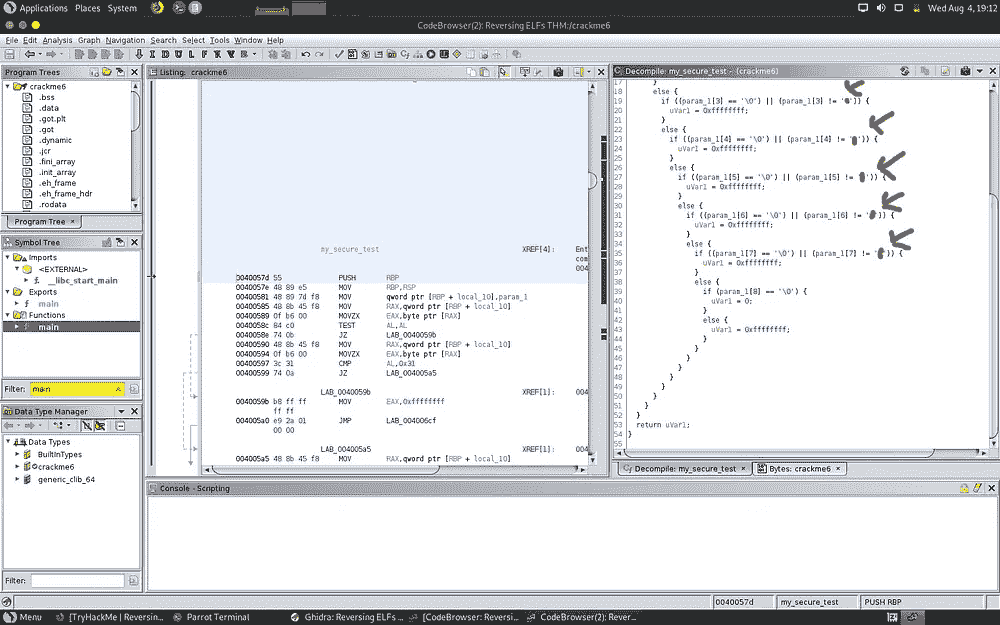 Applications Places System Wed Aug 4, 19:12
CodeBrowser(2): Reversing ELFs THM:/crackme6
File Edit Analysis Graph Navigation Search Select Tools Window Help
Program Trees
crackme6
.bss
.data
.got.plt
.got
.dynamic
.jcr
.fini_array
.init_array
.eh_frame
.eh_frame_hdr
.rodata
Program Tree ×
Symbol Tree
Imports
<EXTERNAL>
__libc_start_main
Exports
main
Functions
main
Filter: main
Data Type Manager
Data Types
BuiltInTypes
crackme6
generic_clib_64
Filter:
Listing: crackme6
my_secure_test XREF[4]: Ent
com
004
0040057d 55 PUSH RBP
0040057e 48 89 e5 MOV RBP,RSP
00400581 48 89 7d f8 MOV qword ptr [RBP + local_10],param_1
00400585 48 8b 45 f8 MOV RAX,qword ptr [RBP + local_10]
00400589 0f b6 00 MOVZX EAX,byte ptr [RAX]
0040058c 84 c0 TEST AL,AL
0040058e 74 0b JZ LAB_0040059b
00400590 48 8b 45 f8 MOV RAX,qword ptr [RBP + local_10]
00400594 0f b6 00 MOVZX EAX,byte ptr [RAX]
00400597 3c 31 CMP AL,0x31
00400599 74 0a JZ LAB_004005a5
LAB_0040059b XREF[1]: 004
0040059b b8 ff ff MOV EAX,0xffffffff
ff ff
004005a0 e9 2a 01 JMP LAB_004006cf
00 00
LAB_004005a5 XREF[1]: 004
004005a5 48 8b 45 f8 MOV RAX,qword ptr [RBP + local_10]
Decompile: my_secure_test - (crackme6)
17 }
18 else {
19 if ((param_1[3] == '\0') || (param_1[3] != ' ')) {
20 uVar1 = 0xffffffff;
21 }
22 else {
23 if ((param_1[4] == '\0') || (param_1[4] != ' ')) {
24 uVar1 = 0xffffffff;
25 }
26 else {
27 if ((param_1[5] == '\0') || (param_1[5] != ' ')) {
28 uVar1 = 0xffffffff;
29 }
30 else {
31 if ((param_1[6] == '\0') || (param_1[6] != ' ')) {
32 uVar1 = 0xffffffff;
33 }
34 else {
35 if ((param_1[7] == '\0') || (param_1[7] != ' ')) {
36 uVar1 = 0xffffffff;
37 }
38 else {
39 if (param_1[8] == '\0') {
40 uVar1 = 0;
41 }
42 else {
43 uVar1 = 0xffffffff;
44 }
45 }
46 }
47 }
48 }
49 }
50 }
51 }
52 }
53 return uVar1;
54 }
55
Decompile: my_secure_test × Bytes: crackme6 ×
Console - Scripting
0040057d my_secure_test PUSH RBP
Menu [TryHackMe | Reversin... Parrot Terminal Ghidra: Reversing ELFs ... [CodeBrowser: Reversi... CodeBrowser(2): Rever...